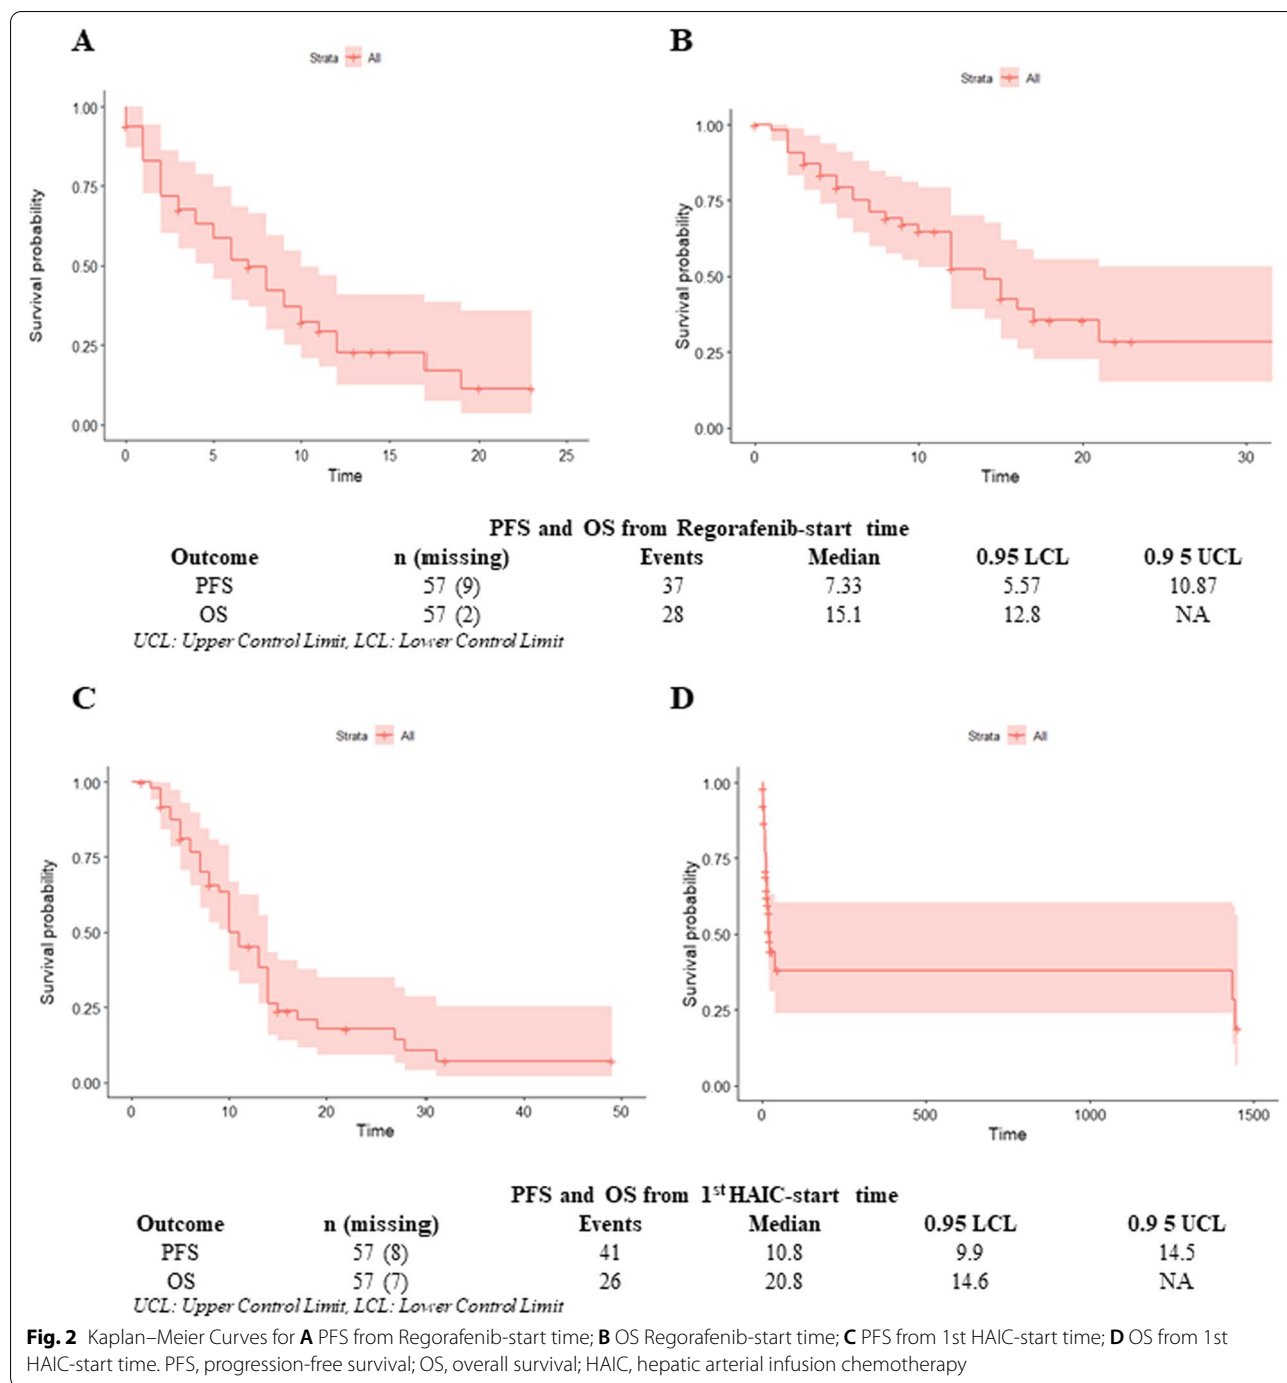 A
B
Strata All
Strata All
1.00
0.75
0.50
0.25
0.00
Survival probability
0 5 10 15 20 25
Time
1.00
0.75
0.50
0.25
0.00
Survival probability
0 10 20 30
Time
PFS and OS from Regorafenib-start time
Outcome n (missing) Events Median 0.95 LCL 0.9 5 UCL
PFS 57 (9) 37 7.33 5.57 10.87
OS 57 (2) 28 15.1 12.8 NA
UCL: Upper Control Limit, LCL: Lower Control Limit
C
D
Strata All
Strata All
1.00
0.75
0.50
0.25
0.00
Survival probability
0 10 20 30 40 50
Time
1.00
0.75
0.50
0.25
0.00
Survival probability
0 500 1000 1500
Time
PFS and OS from 1st HAIC-start time
Outcome n (missing) Events Median 0.95 LCL 0.9 5 UCL
PFS 57 (8) 41 10.8 9.9 14.5
OS 57 (7) 26 20.8 14.6 NA
UCL: Upper Control Limit, LCL: Lower Control Limit
Fig. 2 Kaplan–Meier Curves for A PFS from Regorafenib-start time; B OS Regorafenib-start time; C PFS from 1st HAIC-start time; D OS from 1st
HAIC-start time. PFS, progression-free survival; OS, overall survival; HAIC, hepatic arterial infusion chemotherapy